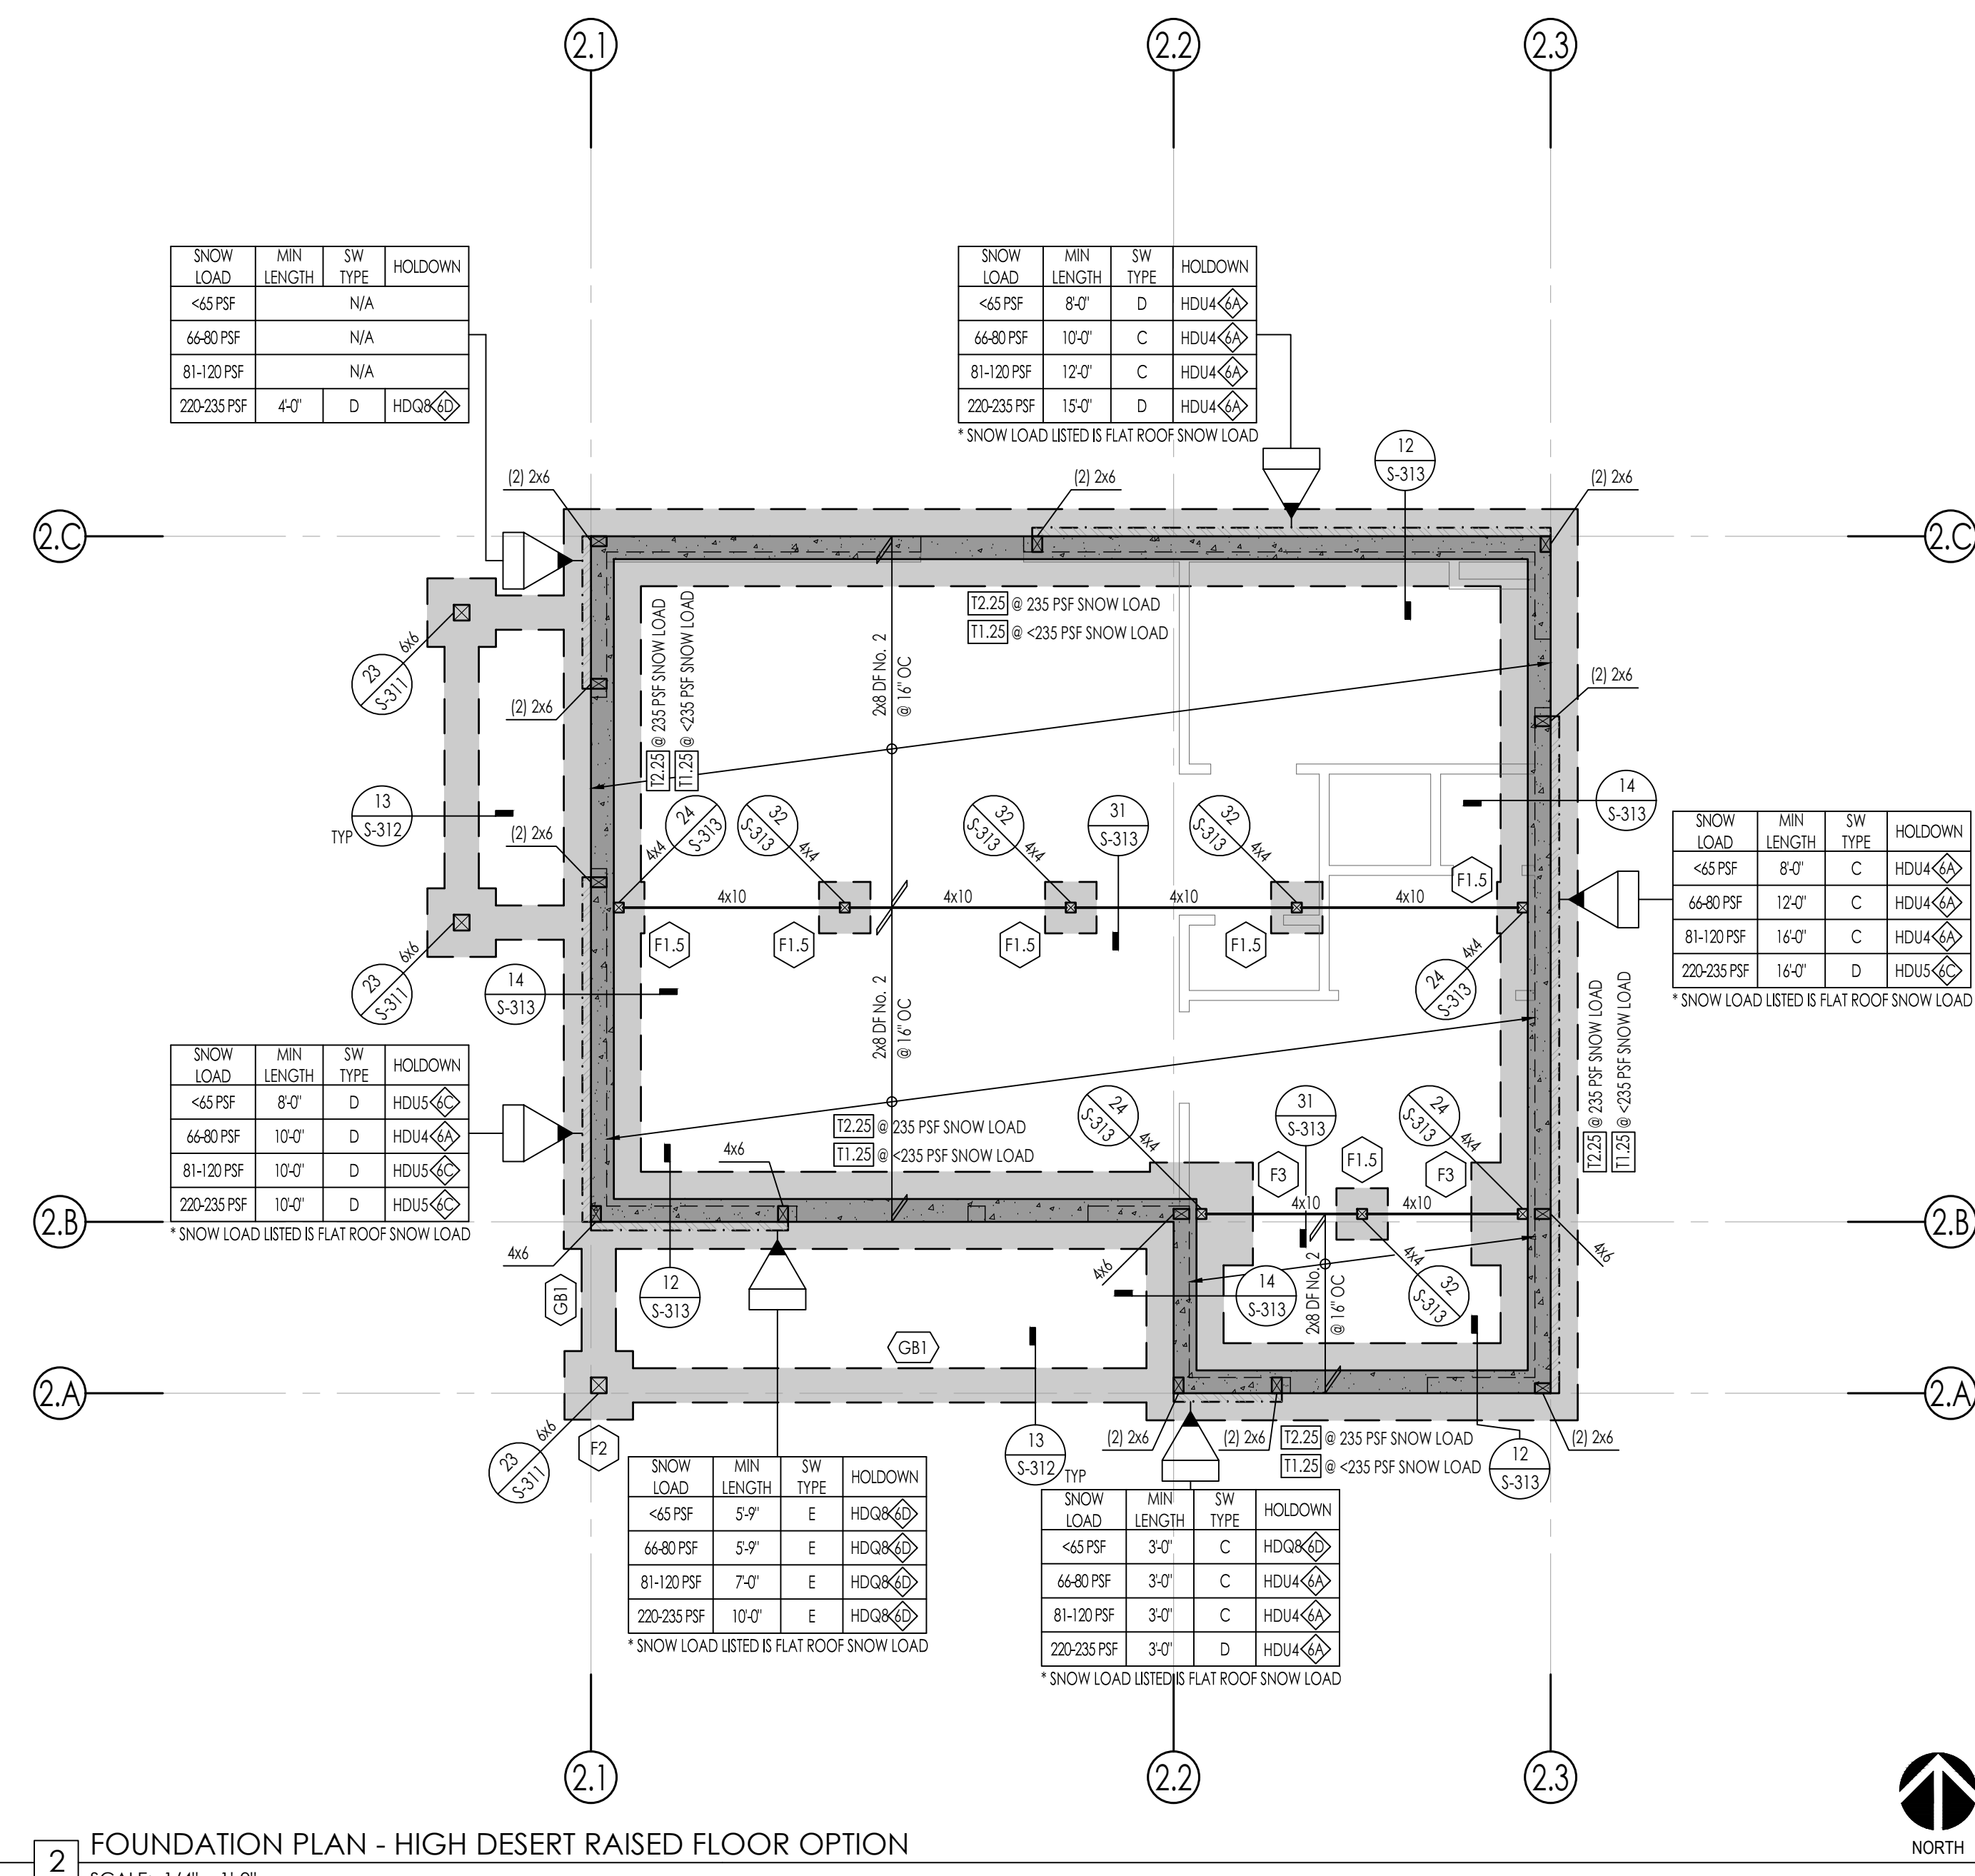 2.1 2.2 2.3
SNOW LOAD MIN LENGTH SW TYPE HOLDOWN
<65 PSF N/A
66-80 PSF N/A
81-120 PSF N/A
220-235 PSF 4'-0" D HDQ8 6D
SNOW LOAD MIN LENGTH SW TYPE HOLDOWN
<65 PSF 8'-0" D HDU4 6A
66-80 PSF 10'-0" C HDU4 6A
81-120 PSF 12'-0" C HDU4 6A
220-235 PSF 15'-0" D HDU4 6A
* SNOW LOAD LISTED IS FLAT ROOF SNOW LOAD
12
S-313
(2) 2x6
(2) 2x6
(2) 2x6
2.C
2.C
T2.25 @ 235 PSF SNOW LOAD
T1.25 @ <235 PSF SNOW LOAD
T2.25 @ 235 PSF SNOW LOAD
T1.25 @ <235 PSF SNOW LOAD
2x8 DF No. 2
@ 16" OC
6x6
23
S-311
(2) 2x6
(2) 2x6
13
S-312
TYP
(2) 2x6
4x4
24
S-313
32
S-313
4x4
32
S-313
4x4
31
S-313
32
S-313
4x4
14
S-313
SNOW LOAD MIN LENGTH SW TYPE HOLDOWN
<65 PSF 8'-0" C HDU4 6A
66-80 PSF 12'-0" C HDU4 6A
81-120 PSF 16'-0" C HDU4 6A
220-235 PSF 16'-0" D HDU5 6C
* SNOW LOAD LISTED IS FLAT ROOF SNOW LOAD
4x10 4x10 4x10 4x10
F1.5
F1.5 F1.5 F1.5 F1.5
6x6
23
S-311
14
S-313
4x4
24
S-313
2x8 DF No. 2
@ 16" OC
T2.25 @ 235 PSF SNOW LOAD
T1.25 @ <235 PSF SNOW LOAD
SNOW LOAD MIN LENGTH SW TYPE HOLDOWN
<65 PSF 8'-0" D HDU5 6C
66-80 PSF 10'-0" D HDU4 6A
81-120 PSF 10'-0" D HDU5 6C
220-235 PSF 10'-0" D HDU5 6C
* SNOW LOAD LISTED IS FLAT ROOF SNOW LOAD
T2.25 @ 235 PSF SNOW LOAD
T1.25 @ <235 PSF SNOW LOAD
4x6
24
S-313
4x4
31
S-313
24
S-313
4x4
F3 F1.5 F3
4x10 4x10
2.B
2.B
4x6
4x6
4x6
GB1
12
S-313
14
S-313
2x8 DF No. 2
@ 16" OC
4x4
32
S-313
GB1
2.A
2.A
6x6
23
S-311
F2
13
S-312
TYP
(2) 2x6
(2) 2x6
T2.25 @ 235 PSF SNOW LOAD
T1.25 @ <235 PSF SNOW LOAD
12
S-313
(2) 2x6
SNOW LOAD MIN LENGTH SW TYPE HOLDOWN
<65 PSF 5'-9" E HDQ8 6D
66-80 PSF 5'-9" E HDQ8 6D
81-120 PSF 7'-0" E HDQ8 6D
220-235 PSF 10'-0" E HDQ8 6D
* SNOW LOAD LISTED IS FLAT ROOF SNOW LOAD
SNOW LOAD MIN LENGTH SW TYPE HOLDOWN
<65 PSF 3'-0" C HDQ8 6D
66-80 PSF 3'-0" C HDU4 6A
81-120 PSF 3'-0" C HDU4 6A
220-235 PSF 3'-0" D HDU4 6A
* SNOW LOAD LISTED IS FLAT ROOF SNOW LOAD
2.1 2.2 2.3
NORTH
2
FOUNDATION PLAN - HIGH DESERT RAISED FLOOR OPTION